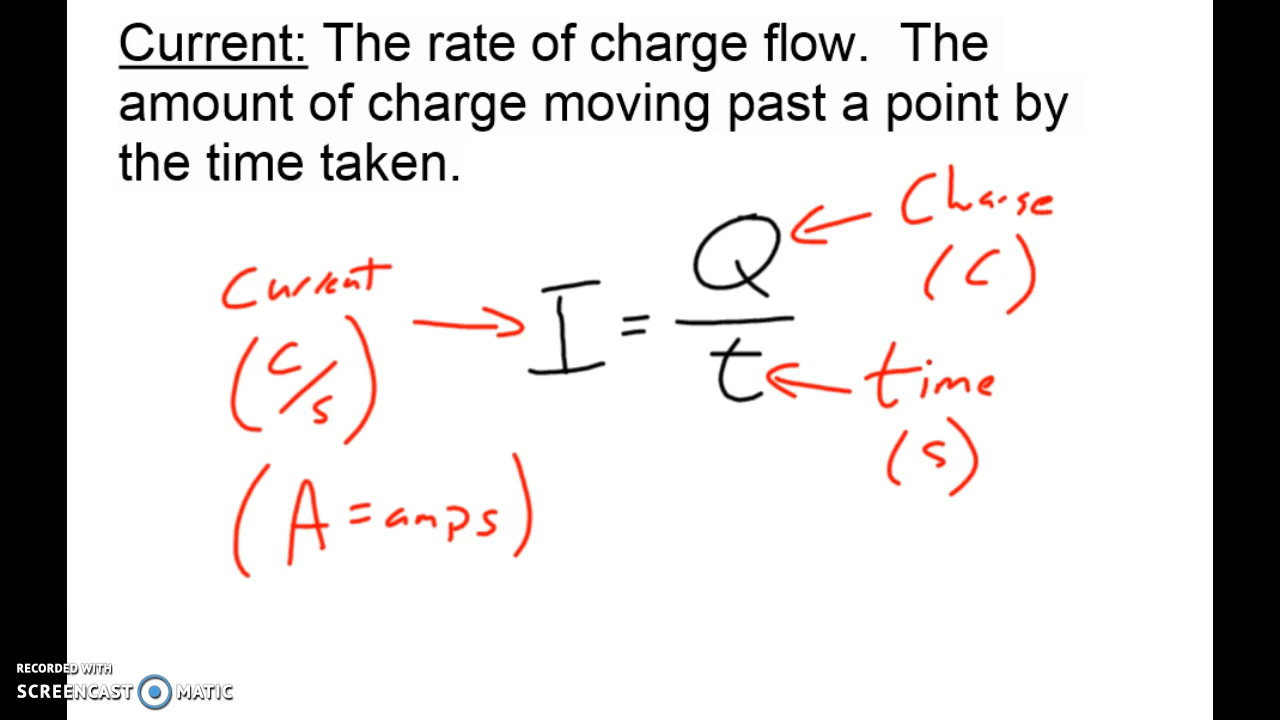 Current: The rate of charge flow. The
amount of charge moving past a point by
the time taken.
Charge
(C)
Current
(C/s)
I = Q/t
time
(s)
(A = amps)
RECORDED WITH
SCREENCAST MATIC